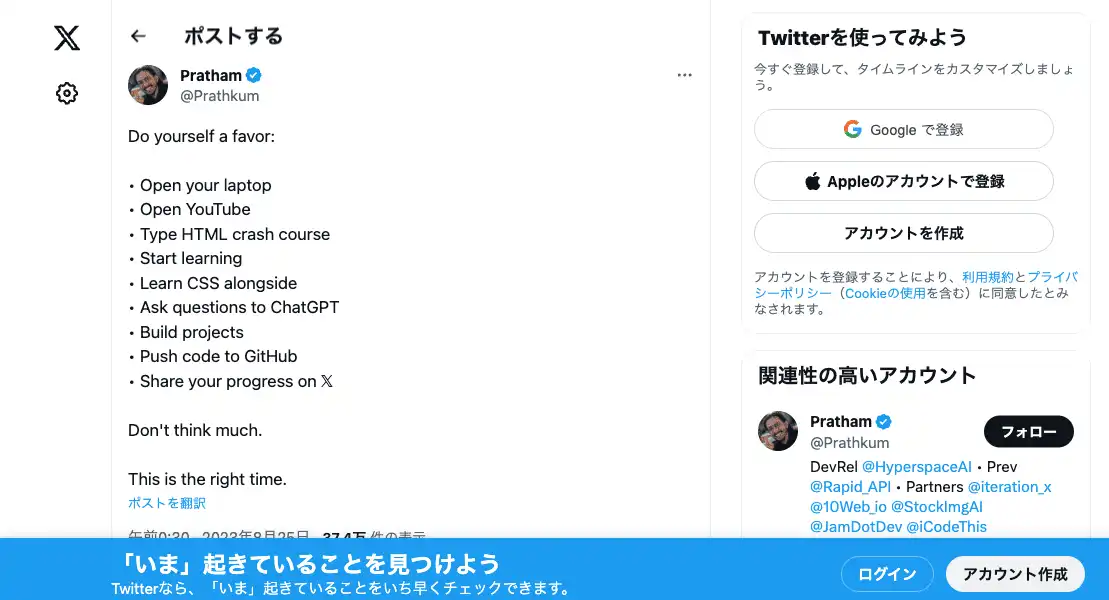 ポストする
Pratham
@Prathkum
Do yourself a favor:
• Open your laptop
• Open YouTube
• Type HTML crash course
• Start learning
• Learn CSS alongside
• Ask questions to ChatGPT
• Build projects
• Push code to GitHub
• Share your progress on 𝕏
Don't think much.
This is the right time.
ポストを翻訳
午前0:30 · 2023年8月25日 · 37.4万 件の表示
Twitterを使ってみよう
今すぐ登録して、タイムラインをカスタマイズしましょ
う。
Google で登録
Appleのアカウントで登録
アカウントを作成
アカウントを登録することにより、利用規約とプライバ
シーポリシー（Cookieの使用を含む）に同意したとみ
なされます。
関連性の高いアカウント
Pratham
@Prathkum
フォロー
DevRel @HyperspaceAI • Prev
@Rapid_API • Partners @iteration_x
@10Web_io @StockImgAI
@JamDotDev @iCodeThis
「いま」起きていることを見つけよう
Twitterなら、「いま」起きていることをいち早くチェックできます。
ログイン
アカウント作成